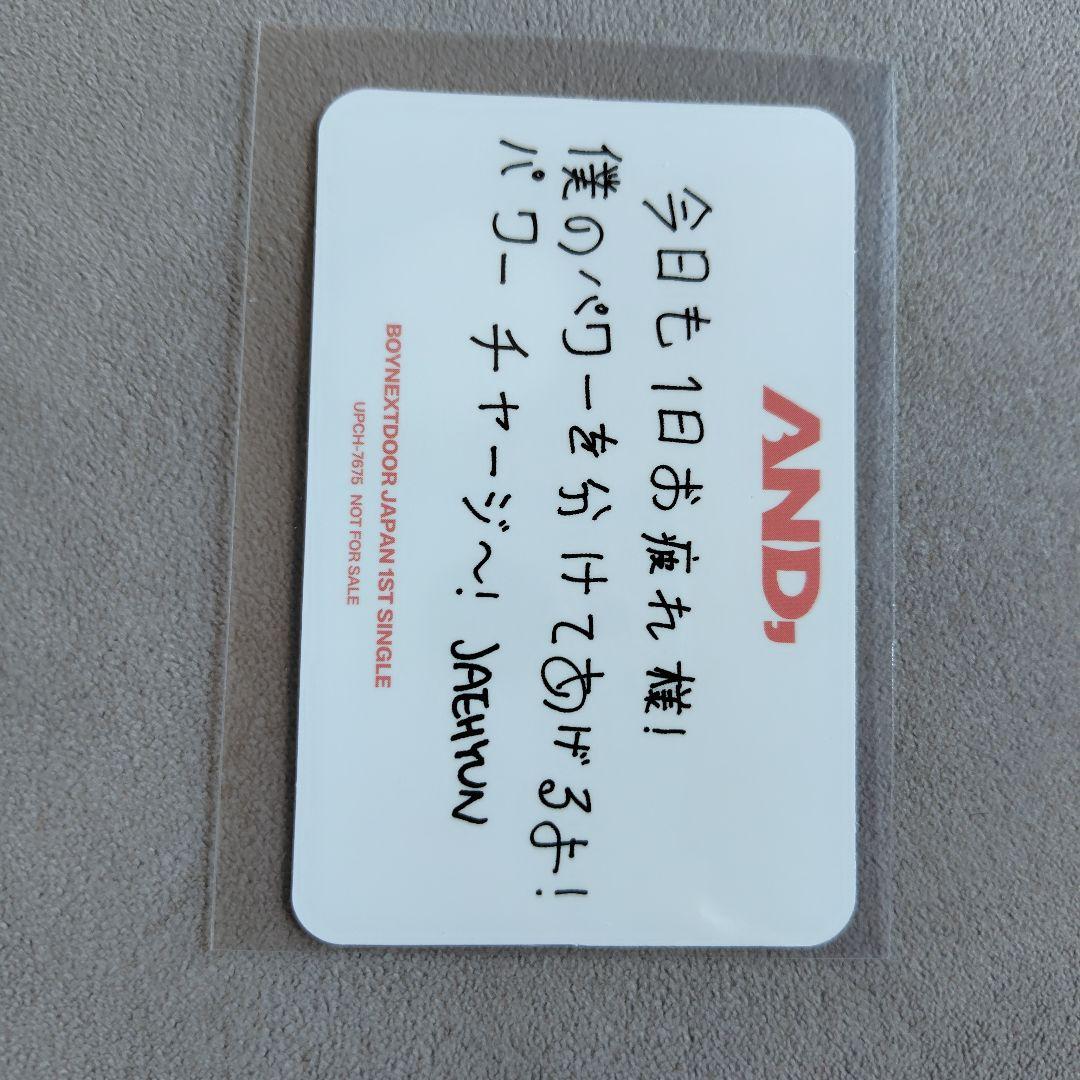 AND,
今日も1日お疲れ様!
僕のパワーを分けてあげるよ!
パワー チャージ〜! JAEHYUN
BOYNEXTDOOR JAPAN 1ST SINGLE
UPCH-7675 NOT FOR SALE